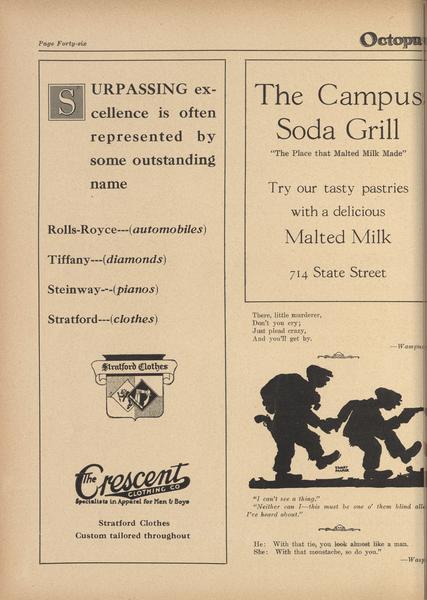 Page Forty-six
Octopu
SURPASSING ex-
cellence is often
represented by
some outstanding
name
Rolls-Royce---(automobiles)
Tiffany---(diamonds)
Steinway---(pianos)
Stratford---(clothes)
Stratford Clothes
The Crescent
CLOTHING CO
Specialists in Apparel for Men & Boys
Stratford Clothes
Custom tailored throughout
The Campus
Soda Grill
"The Place that Malted Milk Made"
Try our tasty pastries
with a delicious
Malted Milk
714 State Street
There, little murderer,
Don't you cry;
Just plead crazy,
And you'll get by.
—Wampu
"I can't see a thing."
"Neither can I—this must be one o' them blind alle
I've heard about."
He: With that tie, you look almost like a man.
She: With that moustache, so do you."